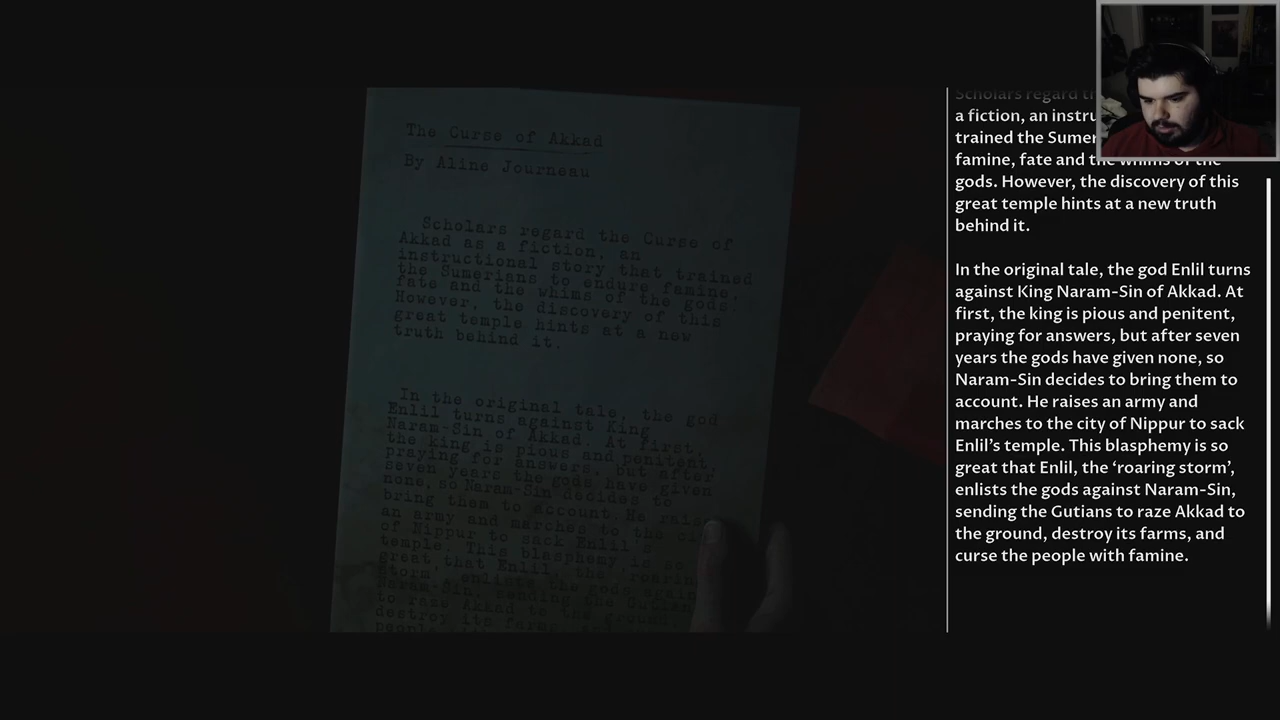 The Curse of Akkad
By Aline Journeau
Scholars regard the Curse of
Akkad as a fiction, an
instructional story that trained
the Sumerians to endure famine,
fate and the whims of the gods.
However, the discovery of this
great temple hints at a new
truth behind it.
In the original tale, the god
Enlil turns against King
Naram-Sin of Akkad. At first,
the king is pious and penitent,
praying for answers, but after
seven years the gods have given
none, so Naram-Sin decides to
bring them to account. He
an army and marches to the
of Nippur to sack Enlil's
temple. This blasphemy is so
great that Enlil, the
storm, enlists the gods
Naram-Sin, sending the
to raze Akkad to the ground,
destroy its farms, and
Scholars regard
a fiction, an
trained the
famine, fate and the whims of the
gods. However, the discovery of this
great temple hints at a new truth
behind it.
In the original tale, the god Enlil turns
against King Naram-Sin of Akkad. At
first, the king is pious and penitent,
praying for answers, but after seven
years the gods have given none, so
Naram-Sin decides to bring them to
account. He raises an army and
marches to the city of Nippur to sack
Enlil’s temple. This blasphemy is so
great that Enlil, the ‘roaring storm’,
enlists the gods against Naram-Sin,
sending the Gutians to raze Akkad to
the ground, destroy its farms, and
curse the people with famine.